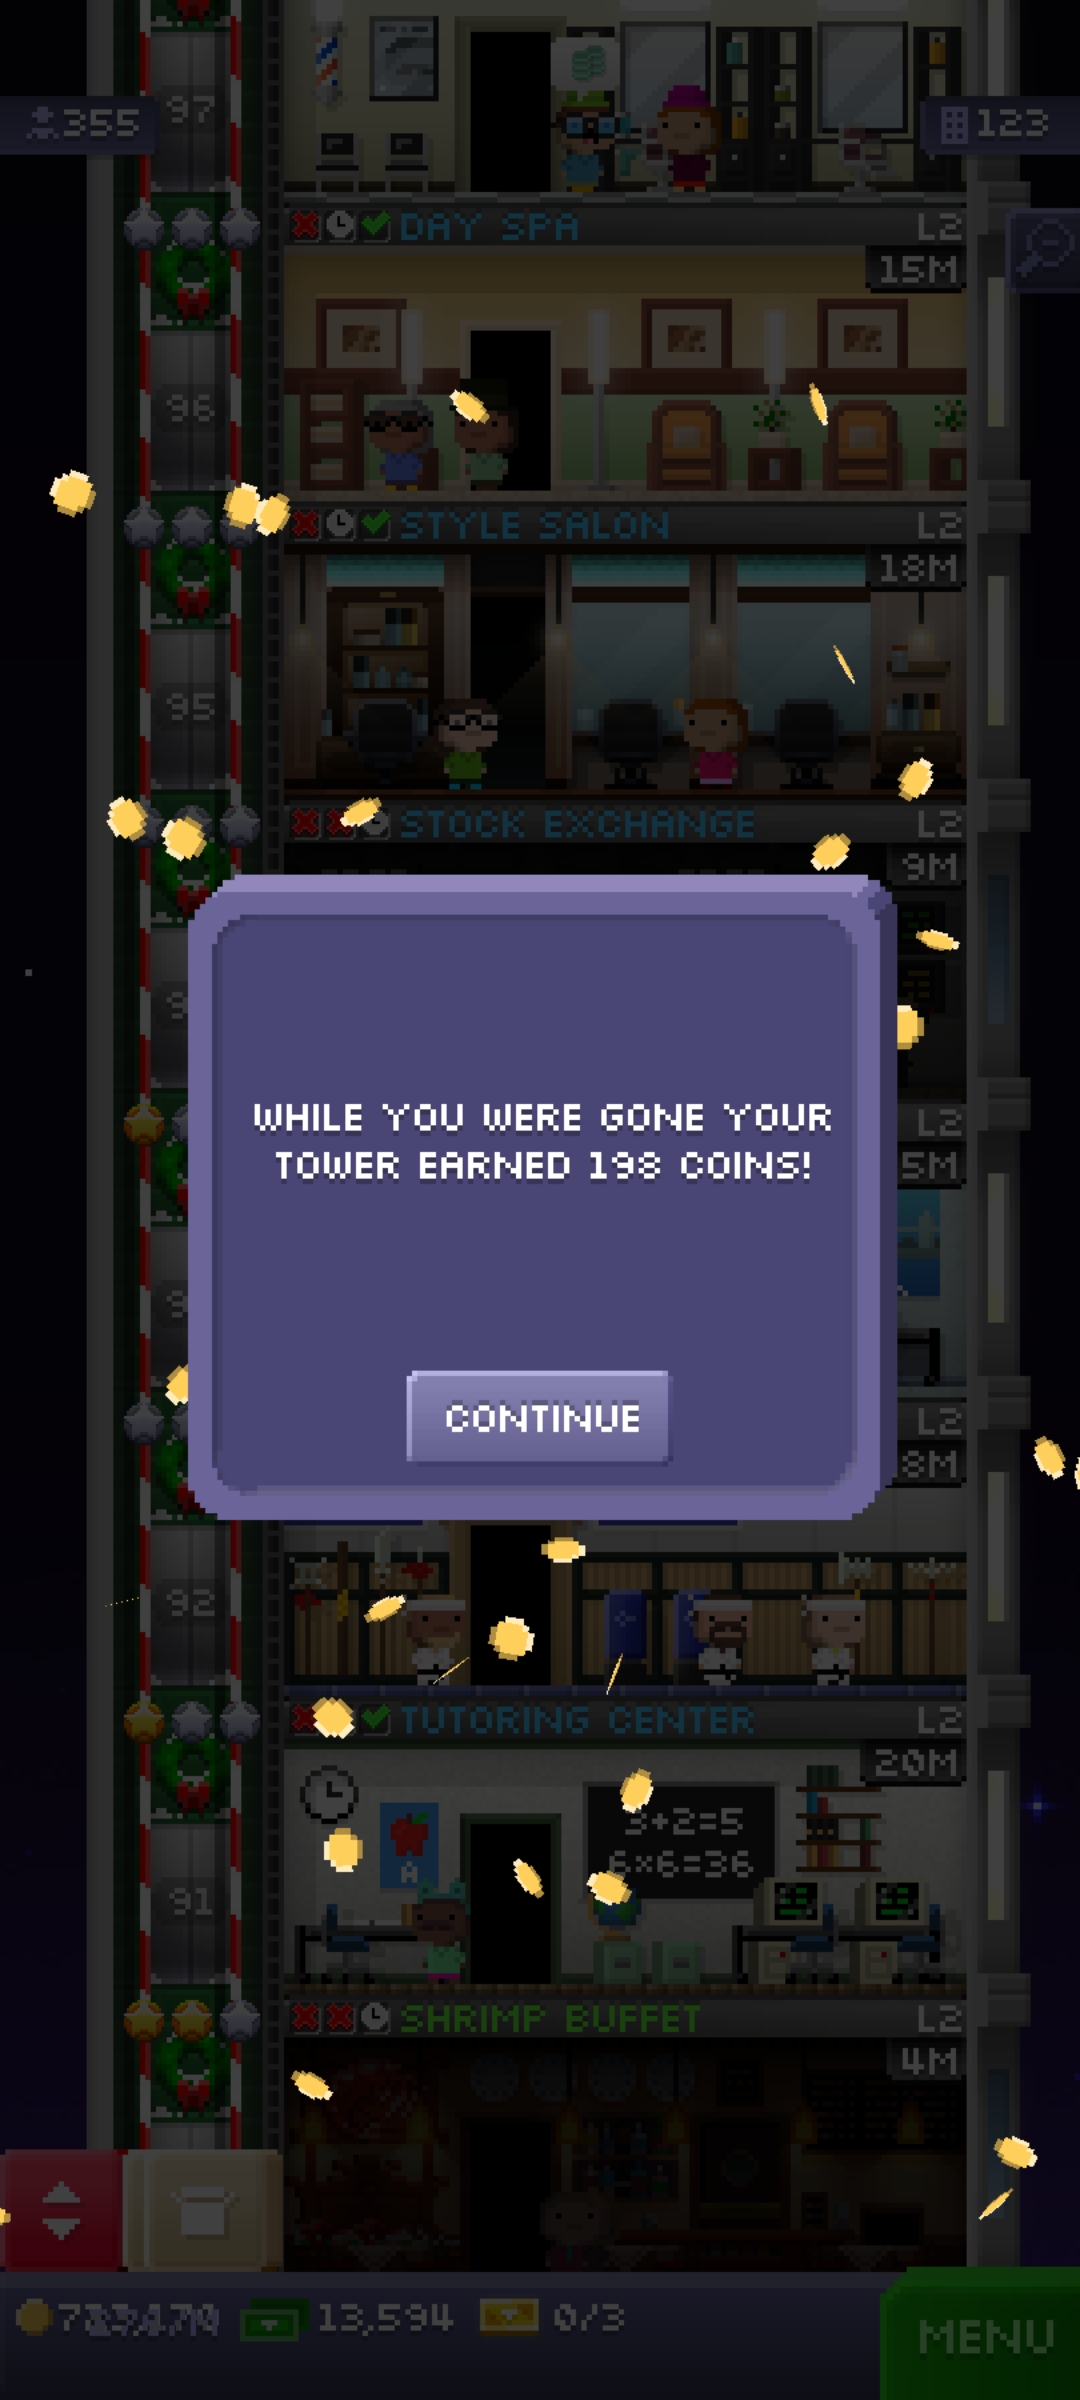 97
355
123
DAY SPA
L2
15M
96
STYLE SALON
L2
18M
95
STOCK EXCHANGE
L2
9M
WHILE YOU WERE GONE YOUR
TOWER EARNED 198 COINS!
L2
5M
CONTINUE
L2
8M
92
TUTORING CENTER
L2
20M
3+2=5
6×6=36
A
91
SHRIMP BUFFET
L2
4M
13,594
0/3
MENU